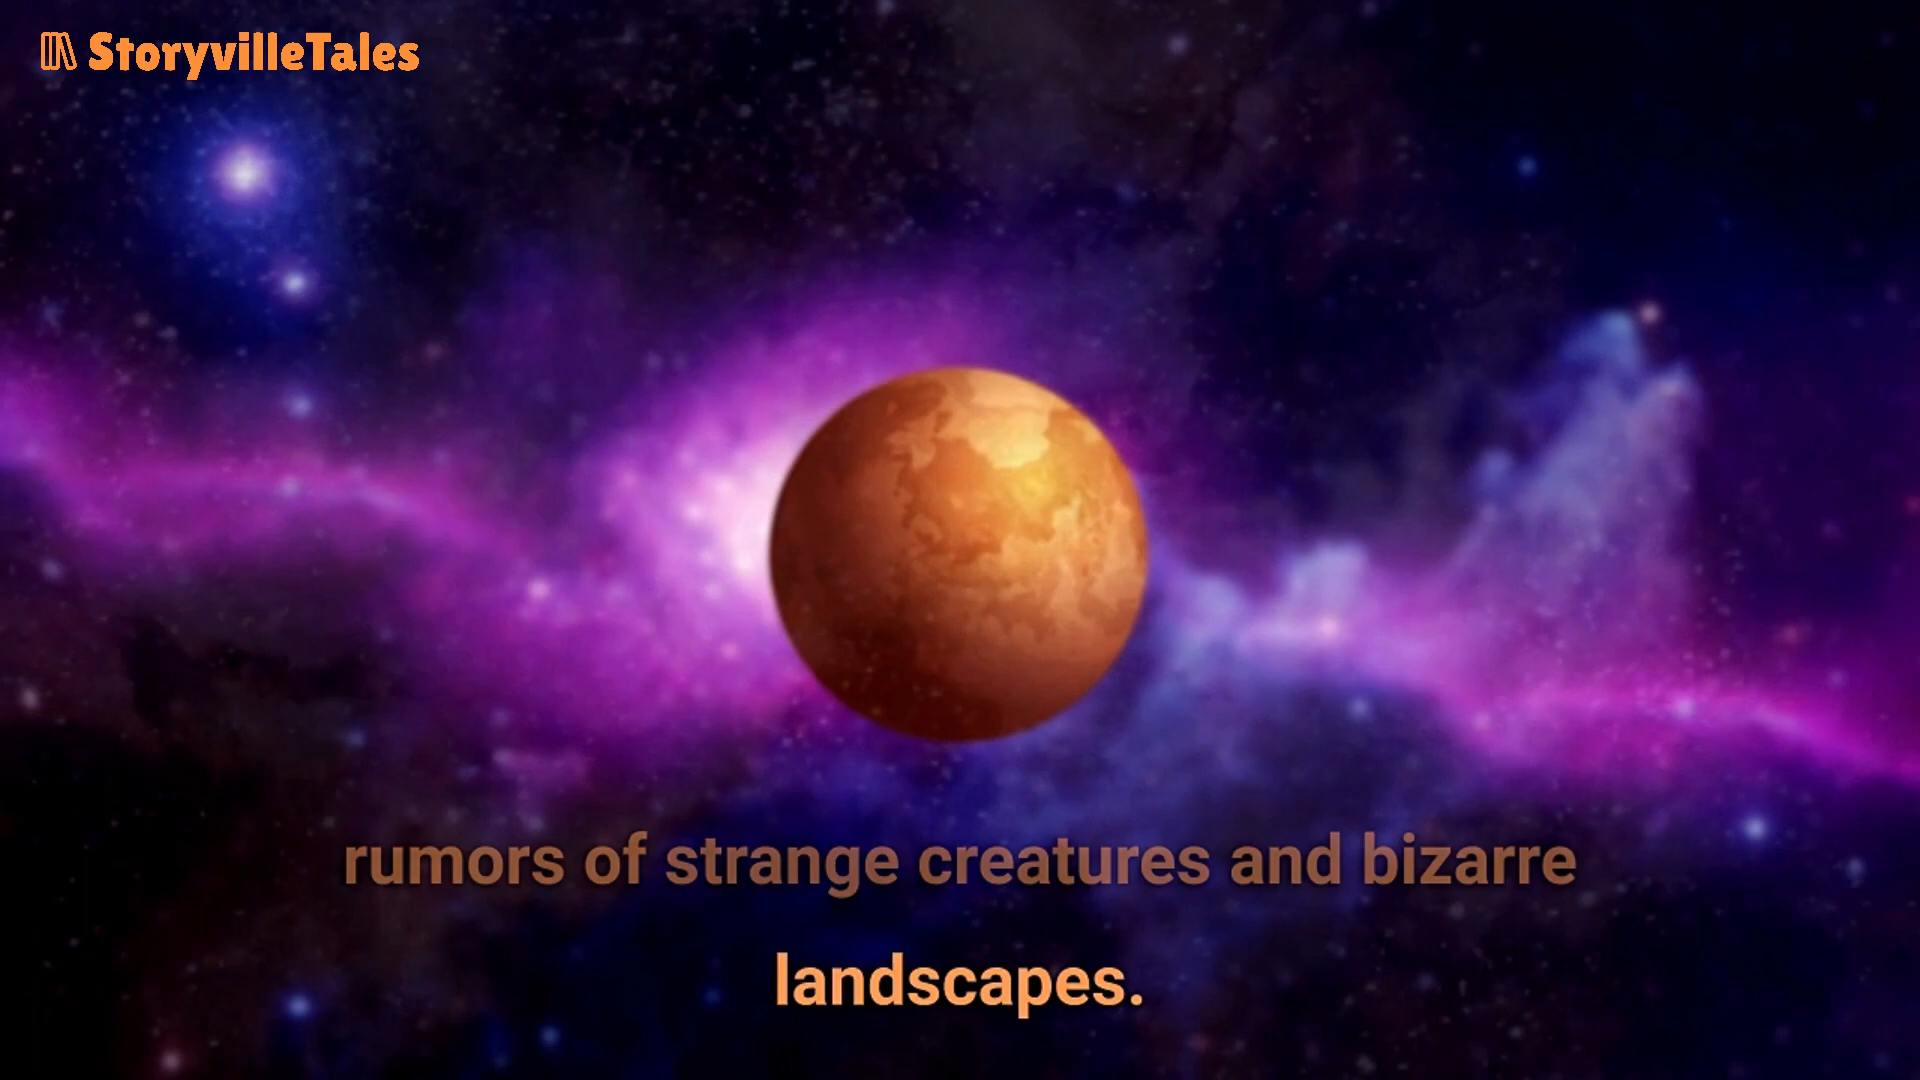 StoryvilleTales
rumors of strange creatures and bizarre
landscapes.